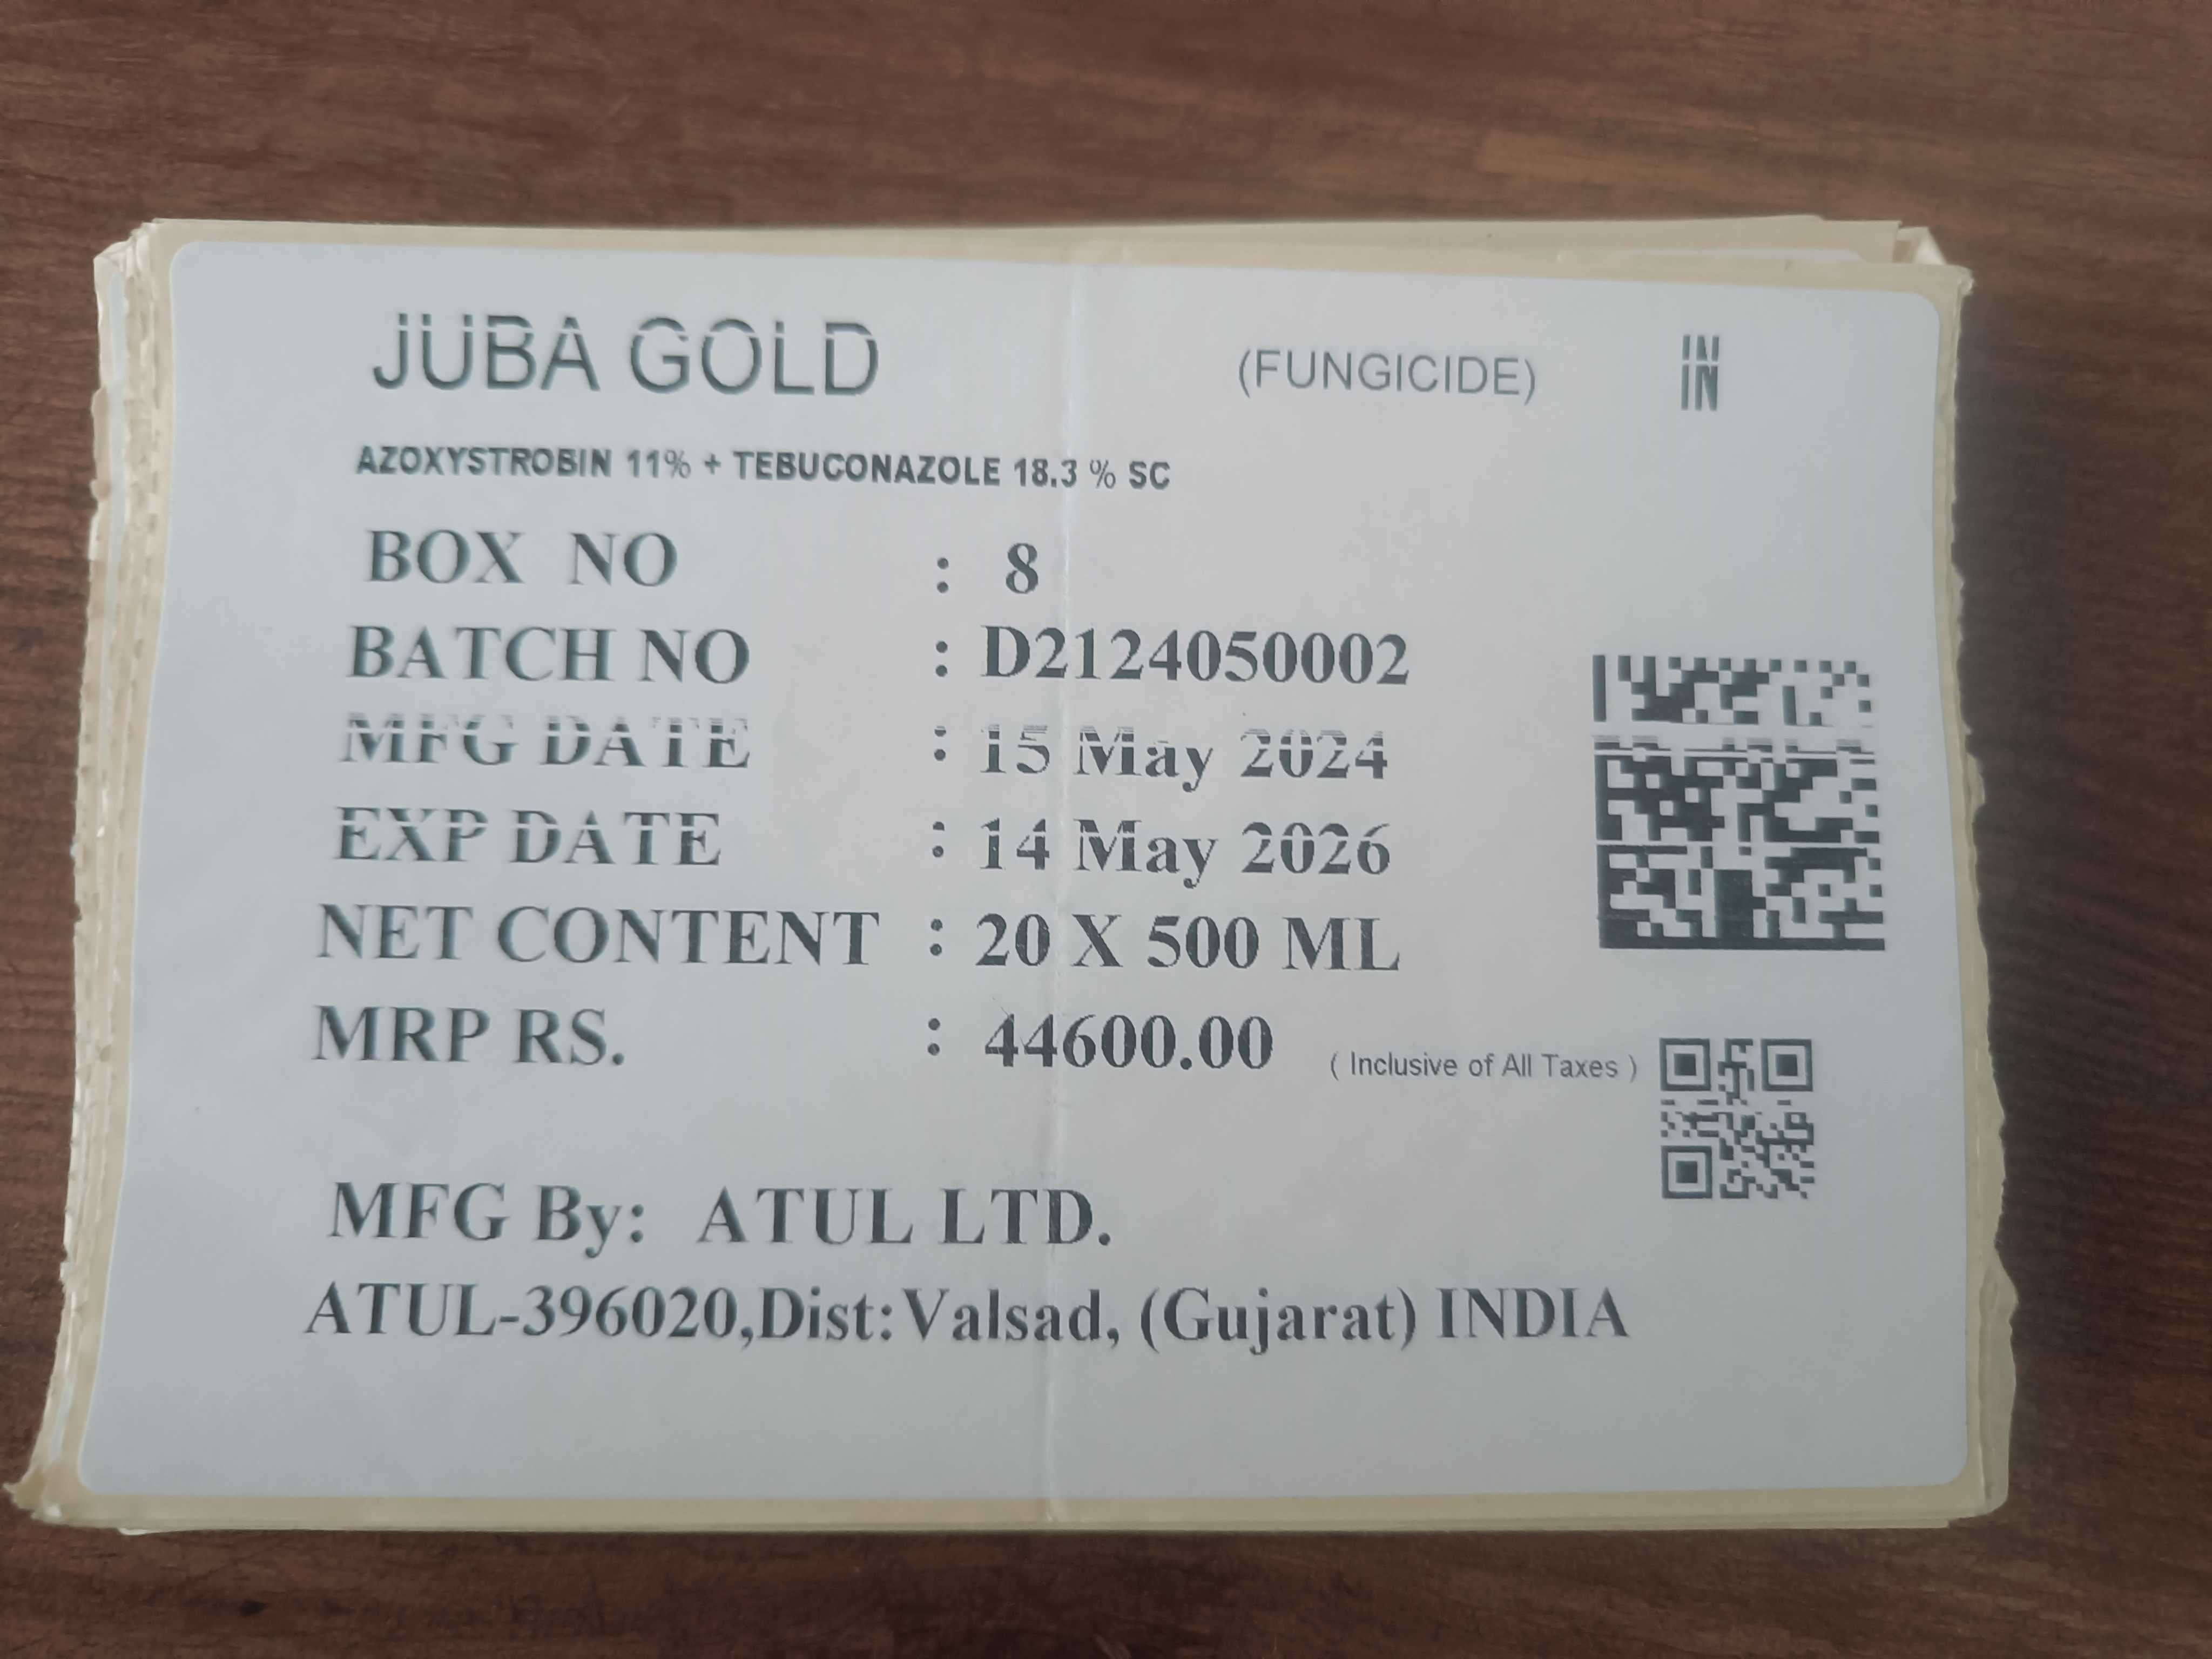 JUBA GOLD (FUNGICIDE) IN
IN
AZOXYSTROBIN 11% + TEBUCONAZOLE 18.3 % SC
BOX NO : 8
BATCH NO : D2124050002
MFG DATE : 15 May 2024
EXP DATE : 14 May 2026
NET CONTENT : 20 X 500 ML
MRP RS. : 44600.00 ( Inclusive of All Taxes )
MFG By: ATUL LTD.
ATUL-396020,Dist:Valsad, (Gujarat) INDIA